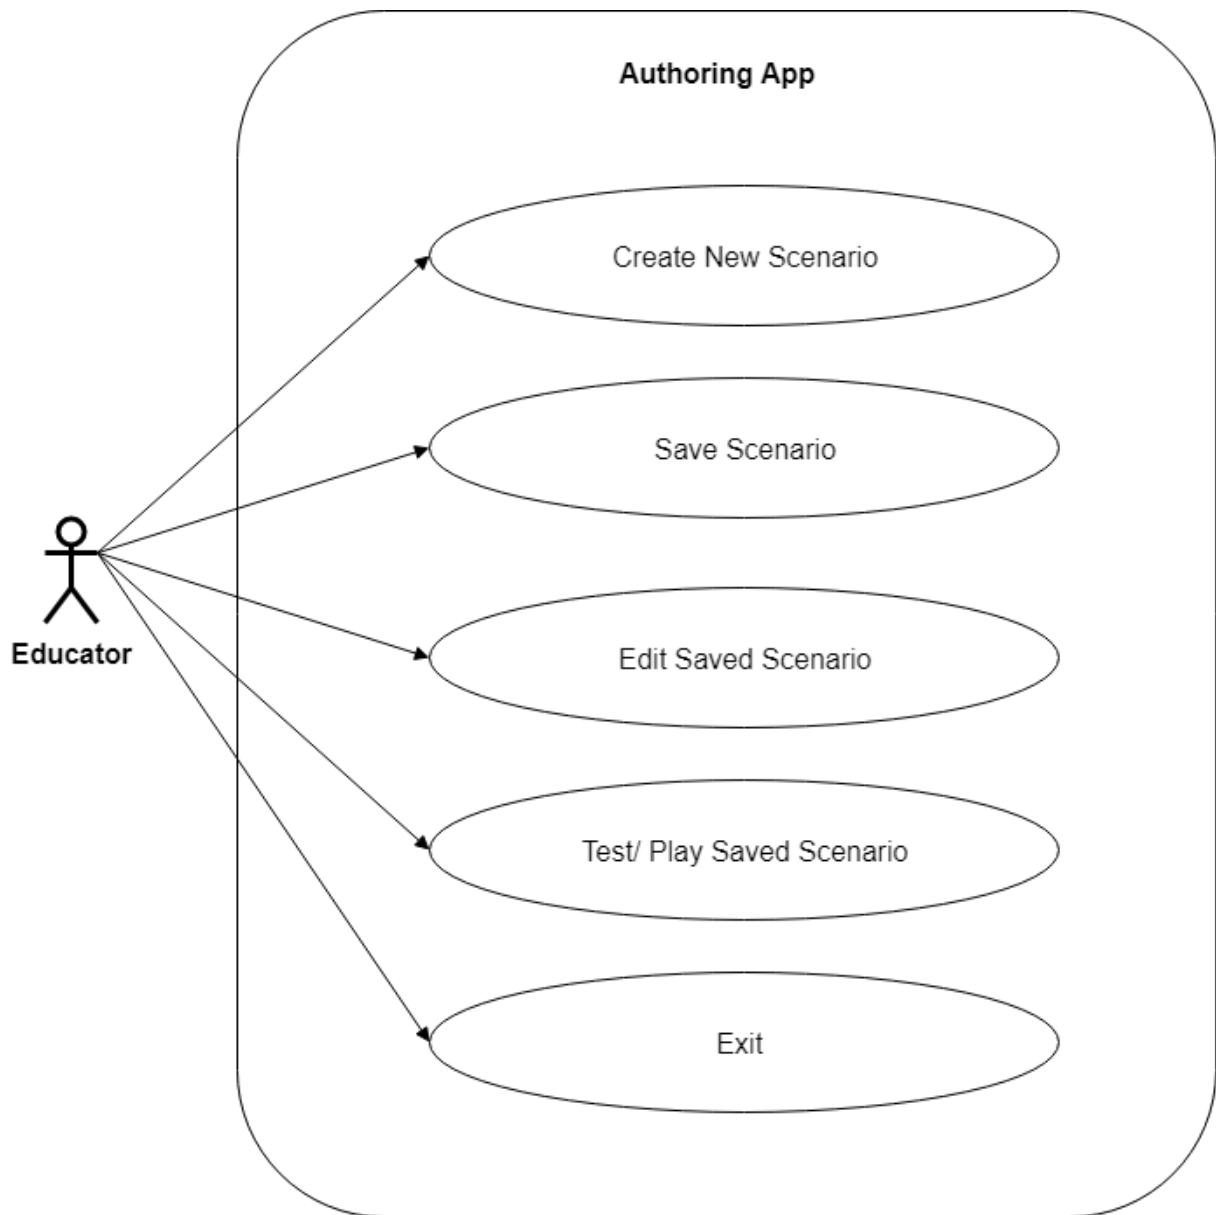 Authoring App
Create New Scenario
Save Scenario
Educator
Edit Saved Scenario
Test/ Play Saved Scenario
Exit